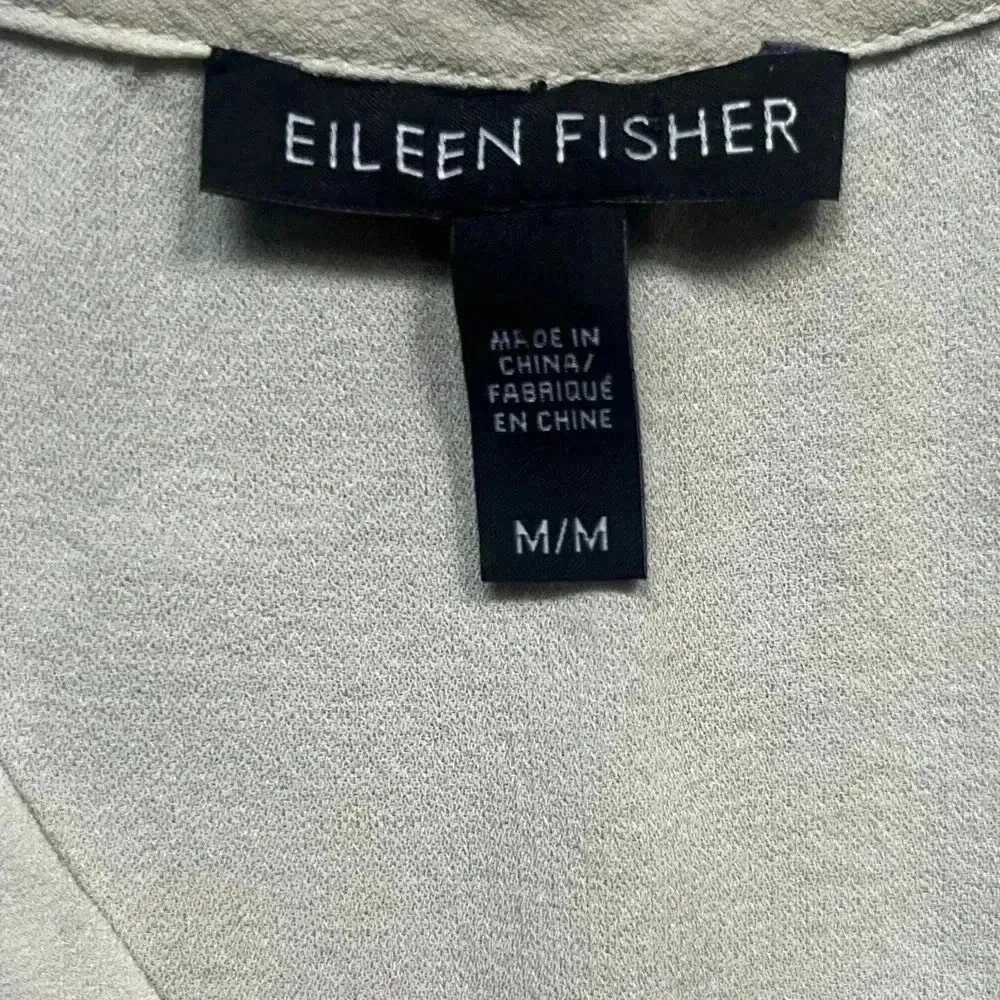 EILEEN FISHER
MADE IN
CHINA/
FABRIQUÉ
EN CHINE
M/M